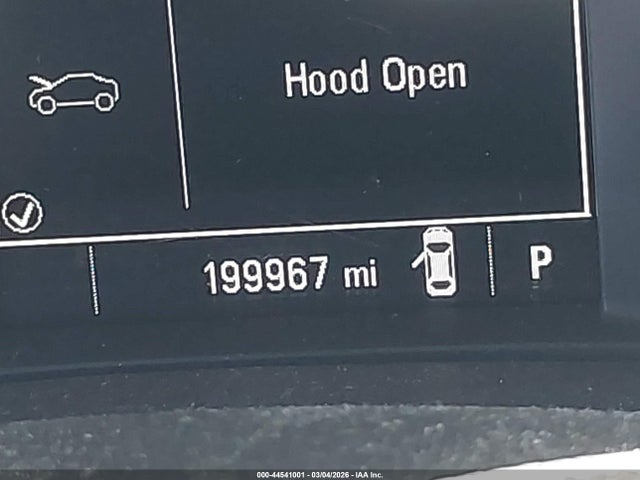 Hood Open
199967 mi
P
000-44541001 - 03/04/2026 - IAA Inc.